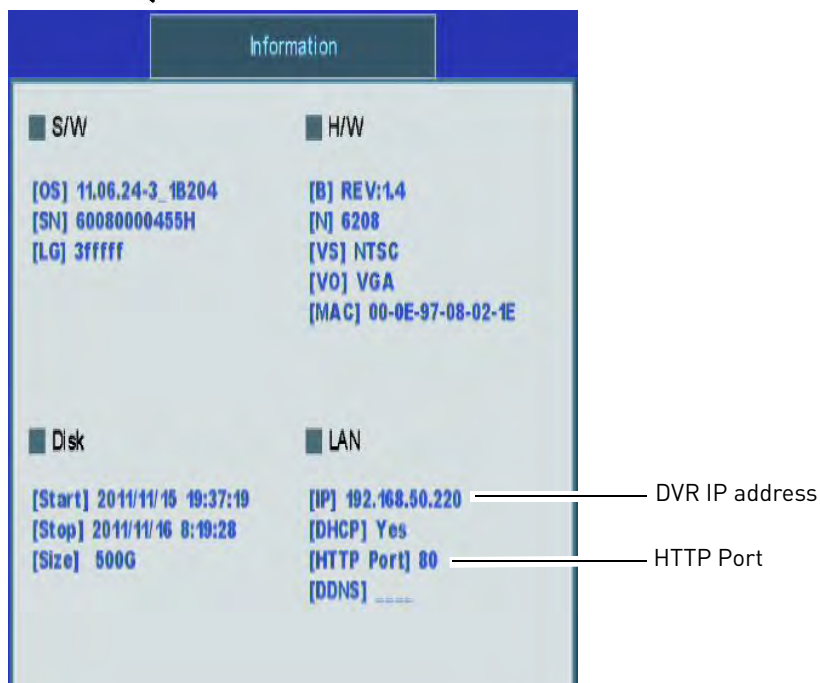 Information
S/W
[OS] 11.06.24-3_1B204
[SN] 60080000455H
[LG] 3fffff
H/W
[B] REV:1.4
[N] 6208
[VS] NTSC
[VO] VGA
[MAC] 00-0E-97-08-02-1E
Disk
[Start] 2011/11/15 19:37:19
[Stop] 2011/11/16 8:19:28
[Size] 500G
LAN
[IP] 192.168.50.220
[DHCP] Yes
[HTTP Port] 80
[DDNS] ____
DVR IP address
HTTP Port